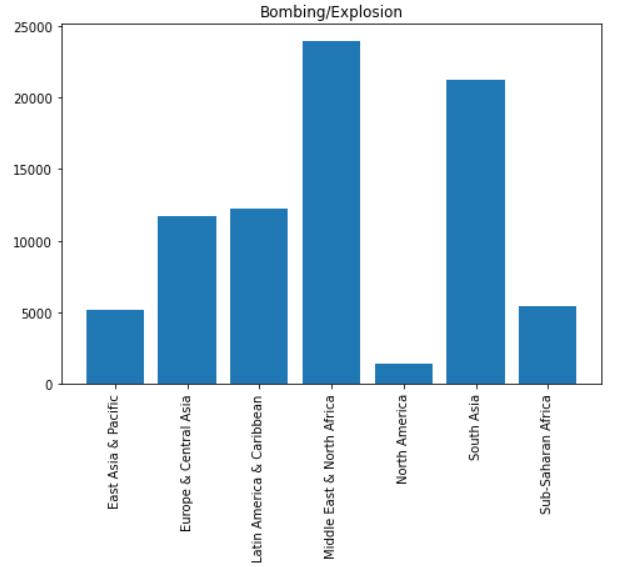 Bombing/Explosion
25000
20000
15000
10000
5000
0
East Asia & Pacific
Europe & Central Asia
Latin America & Caribbean
Middle East & North Africa
North America
South Asia
Sub-Saharan Africa